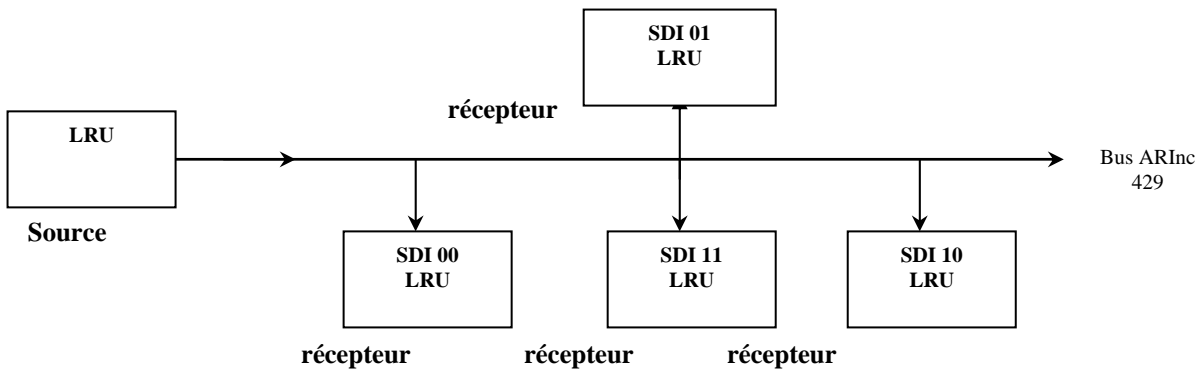 SDI 01
LRU
récepteur
LRU
Bus ARInc
429
Source
SDI 00
LRU
SDI 11
LRU
SDI 10
LRU
récepteur
récepteur
récepteur